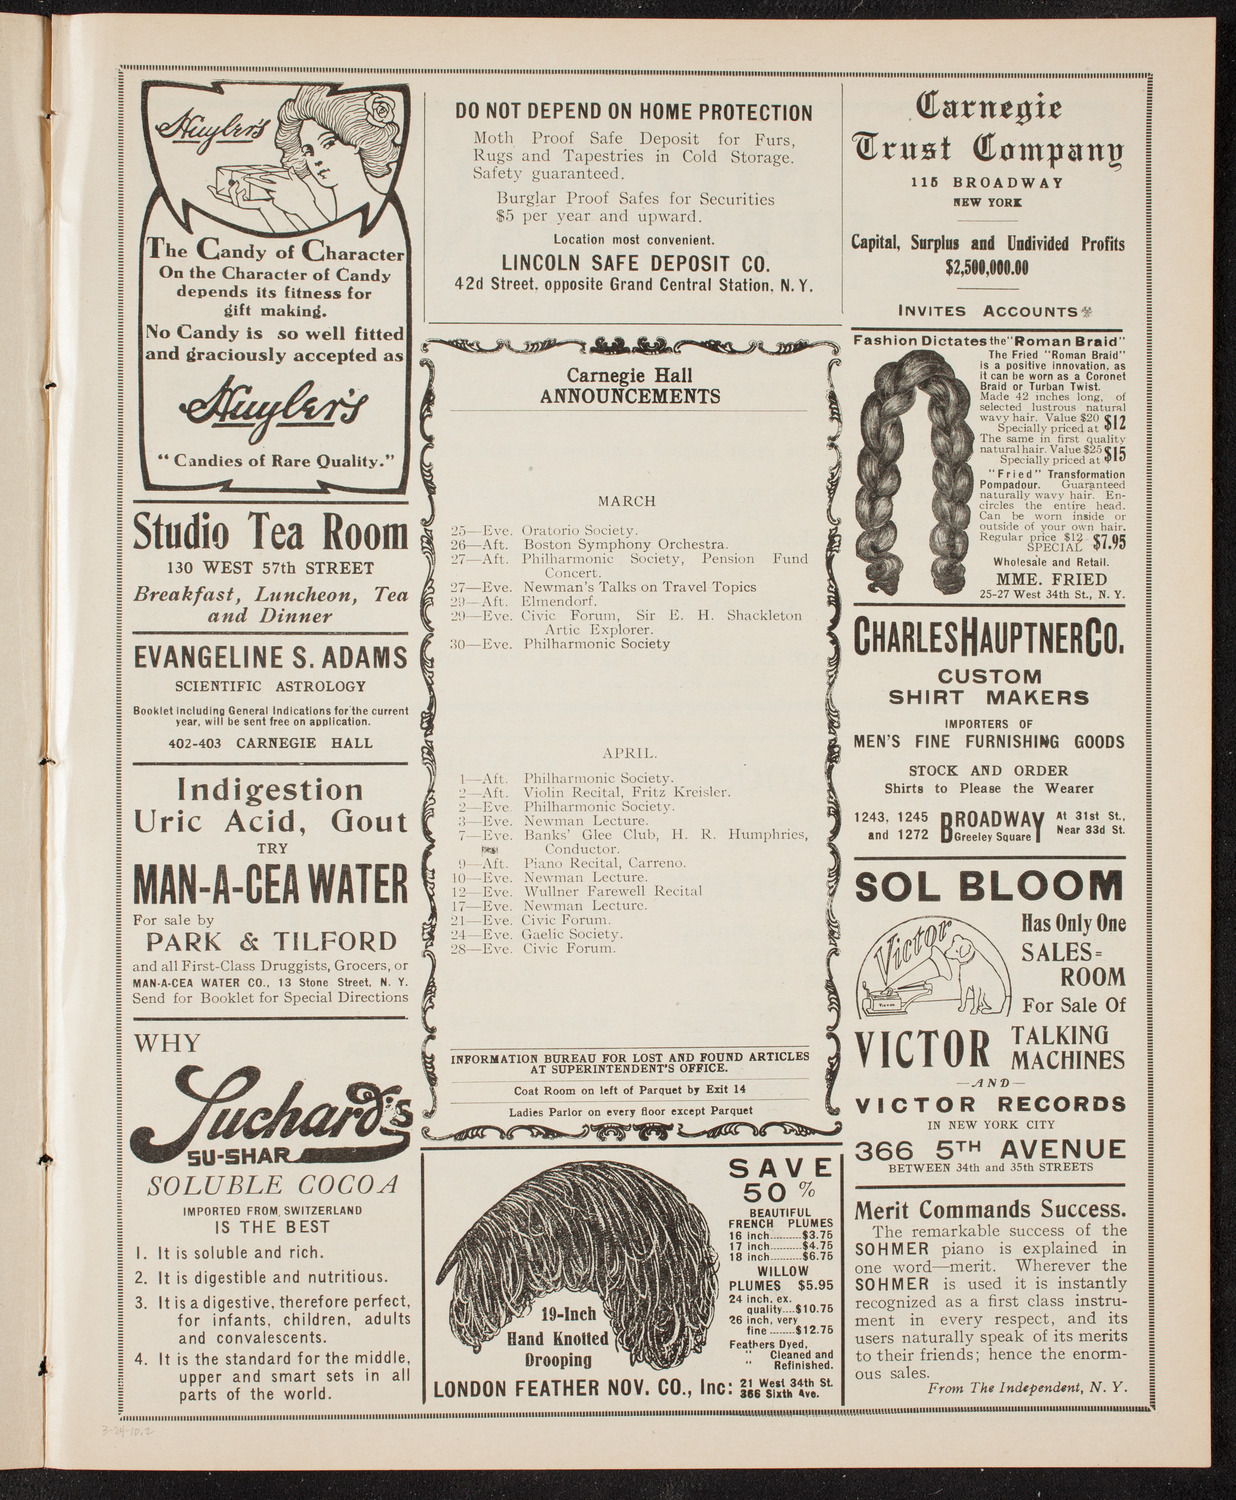 Huyler's
The Candy of Character
On the Character of Candy
depends its fitness for
gift making.
No Candy is so well fitted
and graciously accepted as
Huyler's
"Candies of Rare Quality."
Studio Tea Room
130 WEST 57th STREET
Breakfast, Luncheon, Tea
and Dinner
EVANGELINE S. ADAMS
SCIENTIFIC ASTROLOGY
Booklet including General Indications for the current
year, will be sent free on application.
402-403 CARNEGIE HALL
Indigestion
Uric Acid, Gout
TRY
MAN-A-CEA WATER
For sale by
PARK & TILFORD
and all First-Class Druggists, Grocers, or
MAN-A-CEA WATER CO., 13 Stone Street, N. Y.
Send for Booklet for Special Directions
WHY
Suchard's
SU-SHAR
SOLUBLE COCOA
IMPORTED FROM SWITZERLAND
IS THE BEST
1. It is soluble and rich.
2. It is digestible and nutritious.
3. It is a digestive, therefore perfect,
for infants, children, adults
and convalescents.
4. It is the standard for the middle,
upper and smart sets in all
parts of the world.
DO NOT DEPEND ON HOME PROTECTION
Moth Proof Safe Deposit for Furs,
Rugs and Tapestries in Cold Storage.
Safety guaranteed.
Burglar Proof Safes for Securities
$5 per year and upward.
Location most convenient.
LINCOLN SAFE DEPOSIT CO.
42d Street, opposite Grand Central Station, N. Y.
Carnegie Hall
ANNOUNCEMENTS
MARCH
25—Eve. Oratorio Society.
26—Aft. Boston Symphony Orchestra.
27—Aft. Philharmonic Society, Pension Fund
Concert.
27—Eve. Newman's Talks on Travel Topics
29—Aft. Elmendorf.
29—Eve. Civic Forum, Sir E. H. Shackleton
Artic Explorer.
30—Eve. Philharmonic Society
APRIL.
1—Aft. Philharmonic Society.
2—Aft. Violin Recital, Fritz Kreisler.
2—Eve Philharmonic Society.
3—Eve. Newman Lecture.
7—Eve. Banks' Glee Club, H. R. Humphries,
Conductor.
9—Aft. Piano Recital, Carreno.
10—Eve. Newman Lecture.
12—Eve. Wullner Farewell Recital
17—Eve. Newman Lecture.
21—Eve. Civic Forum.
24—Eve. Gaelic Society.
28—Eve. Civic Forum.
INFORMATION BUREAU FOR LOST AND FOUND ARTICLES
AT SUPERINTENDENT'S OFFICE.
Coat Room on left of Parquet by Exit 14
Ladies Parlor on every floor except Parquet
SAVE
50 %
BEAUTIFUL
FRENCH PLUMES
16 inch..........$3.75
17 inch..........$4.75
18 inch..........$6.75
WILLOW
PLUMES $5.95
24 inch, ex.
quality....$10.75
26 inch, very
fine ........$12.75
Feathers Dyed,
" Cleaned and
" Refinished.
19-Inch
Hand Knotted
Drooping
LONDON FEATHER NOV. CO., Inc: 21 West 34th St.
366 Sixth Ave.
Carnegie
Trust Company
115 BROADWAY
NEW YORK
Capital, Surplus and Undivided Profits
$2,500,000.00
INVITES ACCOUNTS
Fashion Dictates the "Roman Braid"
The Fried "Roman Braid"
is a positive innovation, as
it can be worn as a Coronet
Braid or Turban Twist.
Made 42 inches long, of
selected lustrous natural
wavy hair. Value $20
Specially priced at $12
The same in first quality
natural hair. Value $25
Specially priced at $15
"Fried" Transformation
Pompadour. Guaranteed
naturally wavy hair. En-
circles the entire head.
Can be worn inside or
outside of your own hair.
Regular price $12
SPECIAL $7.95
Wholesale and Retail.
MME. FRIED
25-27 West 34th St., N. Y.
CHARLES HAUPTNER CO.
CUSTOM
SHIRT MAKERS
IMPORTERS OF
MEN'S FINE FURNISHING GOODS
STOCK AND ORDER
Shirts to Please the Wearer
1243, 1245 and 1272 BROADWAY At 31st St.,
Greeley Square Near 33d St.
SOL BLOOM
Victor
Has Only One
SALES=
ROOM
For Sale Of
VICTOR TALKING
MACHINES
—AND—
VICTOR RECORDS
IN NEW YORK CITY
366 5TH AVENUE
BETWEEN 34th and 35th STREETS
Merit Commands Success.
The remarkable success of the
SOHMER piano is explained in
one word—merit. Wherever the
SOHMER is used it is instantly
recognized as a first class instru-
ment in every respect, and its
users naturally speak of its merits
to their friends; hence the enorm-
ous sales.
From The Independent, N. Y.
3-24-10.2